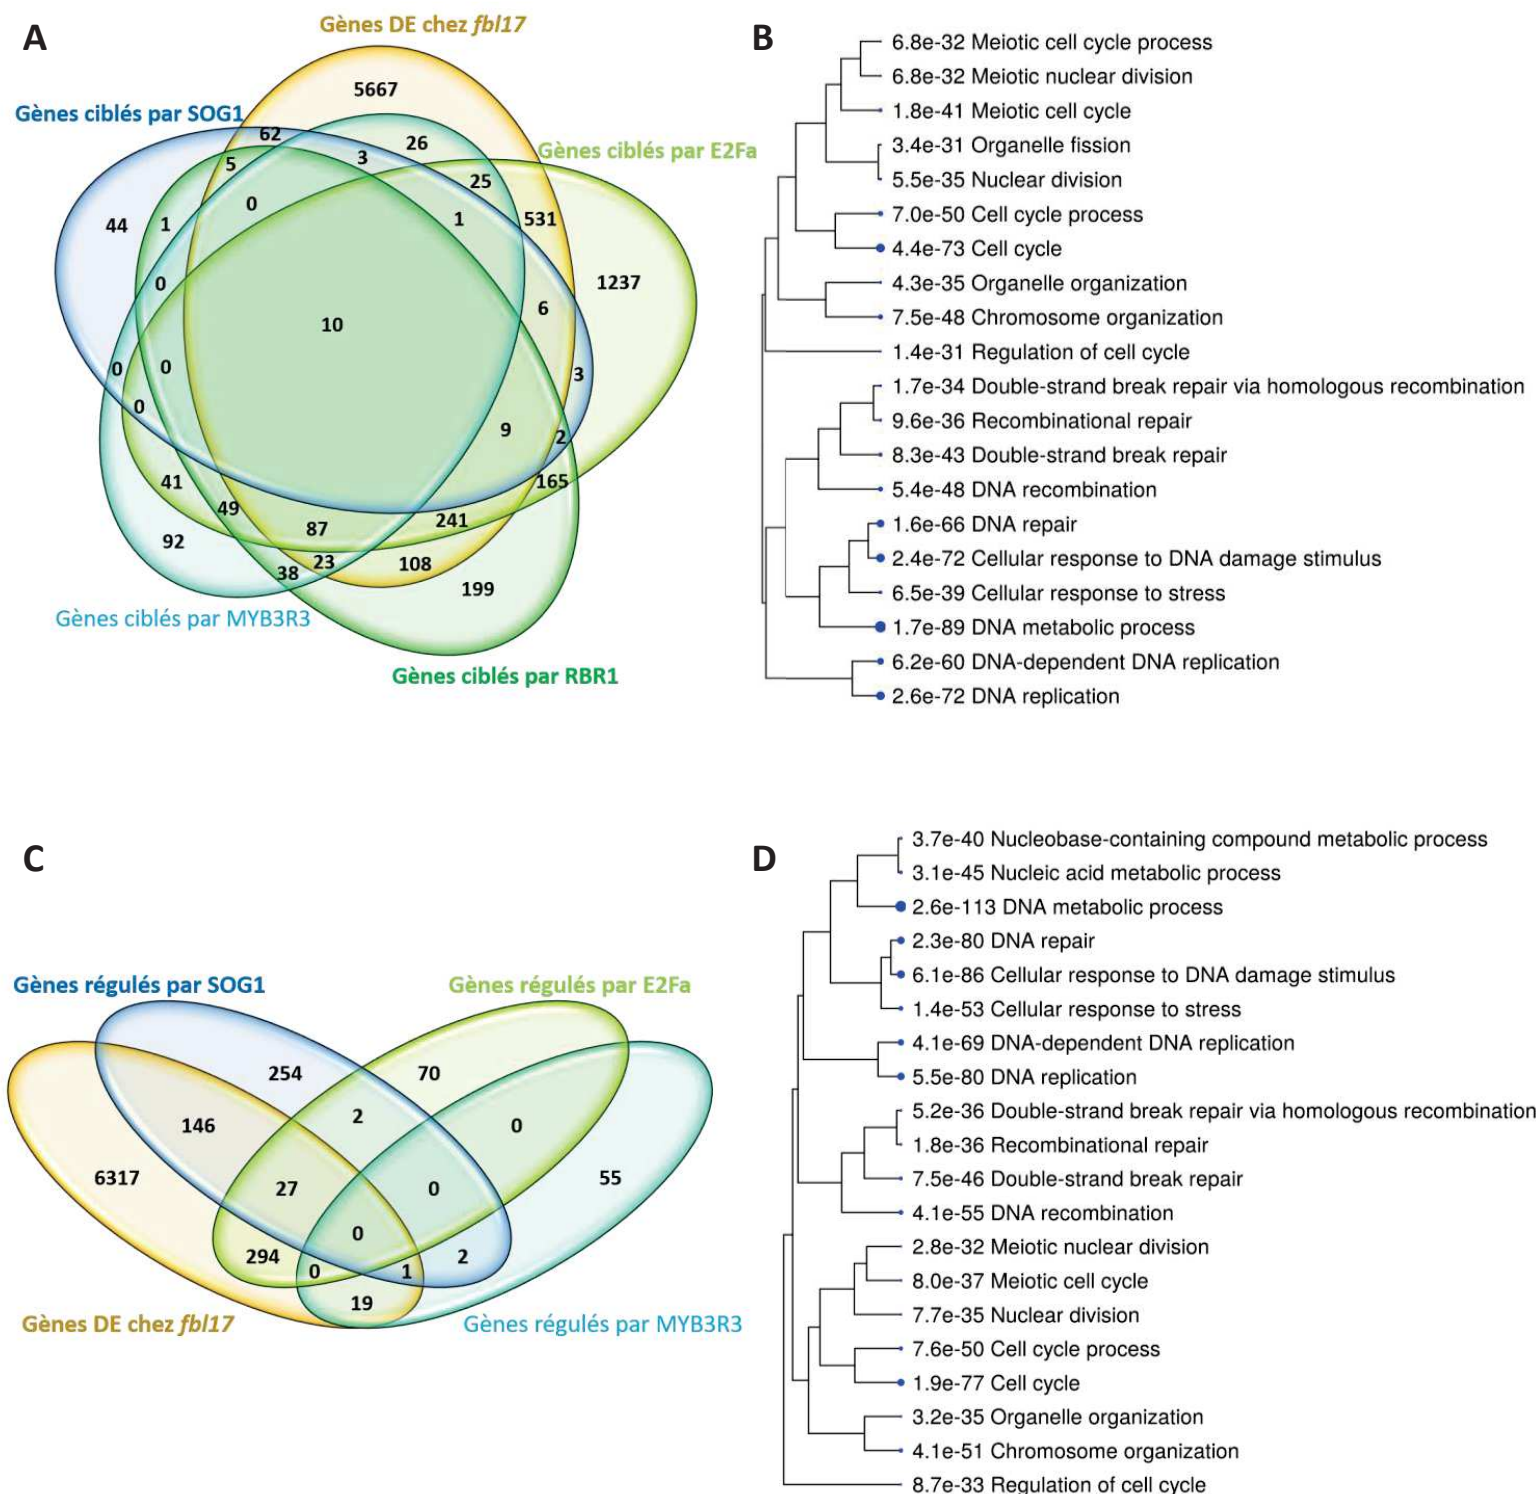 A
Gènes DE chez fbl17
Gènes ciblés par SOG1
Gènes ciblés par E2Fa
5667
62
26
5
3
25
0
44
1
1
531
0
1237
10
6
0
0
3
0
9
2
41
165
49
87
241
92
23
108
38
199
Gènes ciblés par MYB3R3
Gènes ciblés par RBR1
B
6.8e-32 Meiotic cell cycle process
6.8e-32 Meiotic nuclear division
1.8e-41 Meiotic cell cycle
3.4e-31 Organelle fission
5.5e-35 Nuclear division
7.0e-50 Cell cycle process
4.4e-73 Cell cycle
4.3e-35 Organelle organization
7.5e-48 Chromosome organization
1.4e-31 Regulation of cell cycle
1.7e-34 Double-strand break repair via homologous recombination
9.6e-36 Recombinational repair
8.3e-43 Double-strand break repair
5.4e-48 DNA recombination
1.6e-66 DNA repair
2.4e-72 Cellular response to DNA damage stimulus
6.5e-39 Cellular response to stress
1.7e-89 DNA metabolic process
6.2e-60 DNA-dependent DNA replication
2.6e-72 DNA replication
C
Gènes régulés par SOG1
Gènes régulés par E2Fa
254
70
2
146
0
6317
27
0
55
0
294
0
1
2
19
Gènes DE chez fbl17
Gènes régulés par MYB3R3
D
3.7e-40 Nucleobase-containing compound metabolic process
3.1e-45 Nucleic acid metabolic process
2.6e-113 DNA metabolic process
2.3e-80 DNA repair
6.1e-86 Cellular response to DNA damage stimulus
1.4e-53 Cellular response to stress
4.1e-69 DNA-dependent DNA replication
5.5e-80 DNA replication
5.2e-36 Double-strand break repair via homologous recombination
1.8e-36 Recombinational repair
7.5e-46 Double-strand break repair
4.1e-55 DNA recombination
2.8e-32 Meiotic nuclear division
8.0e-37 Meiotic cell cycle
7.7e-35 Nuclear division
7.6e-50 Cell cycle process
1.9e-77 Cell cycle
3.2e-35 Organelle organization
4.1e-51 Chromosome organization
8.7e-33 Regulation of cell cycle